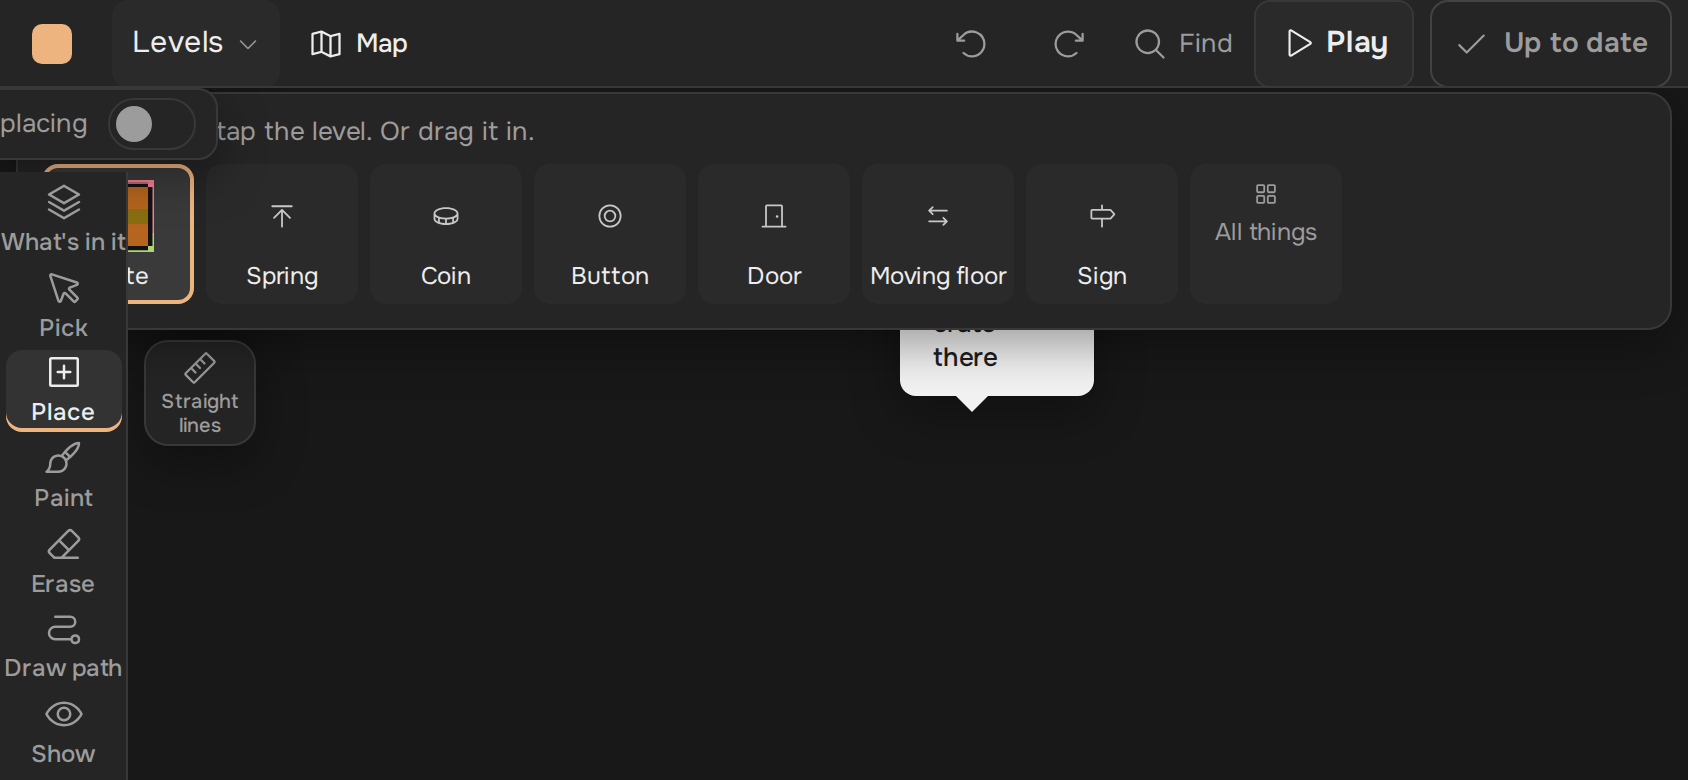 Levels
Map
Find
Play
Up to date
placing
tap the level. Or drag it in.
Spring
Coin
Button
Door
Moving floor
Sign
All things
What's in it
Pick
Place
Paint
Erase
Draw path
Show
Straight
lines
there